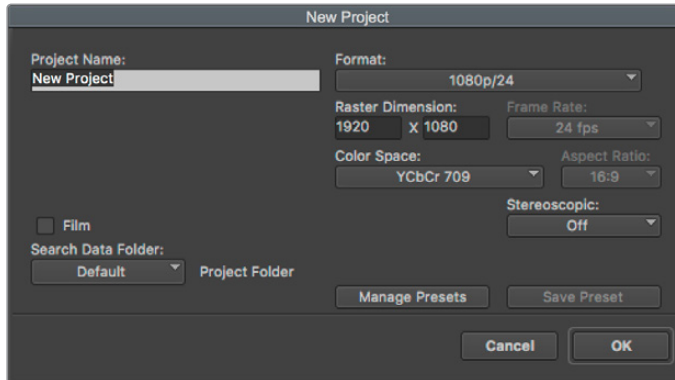 New Project
Project Name:
New Project
Format:
1080p/24
Raster Dimension:
1920 X 1080
Frame Rate:
24 fps
Color Space:
YCbCr 709
Aspect Ratio:
16:9
Stereoscopic:
Off
Film
Search Data Folder:
Default
Project Folder
Manage Presets
Save Preset
Cancel
OK